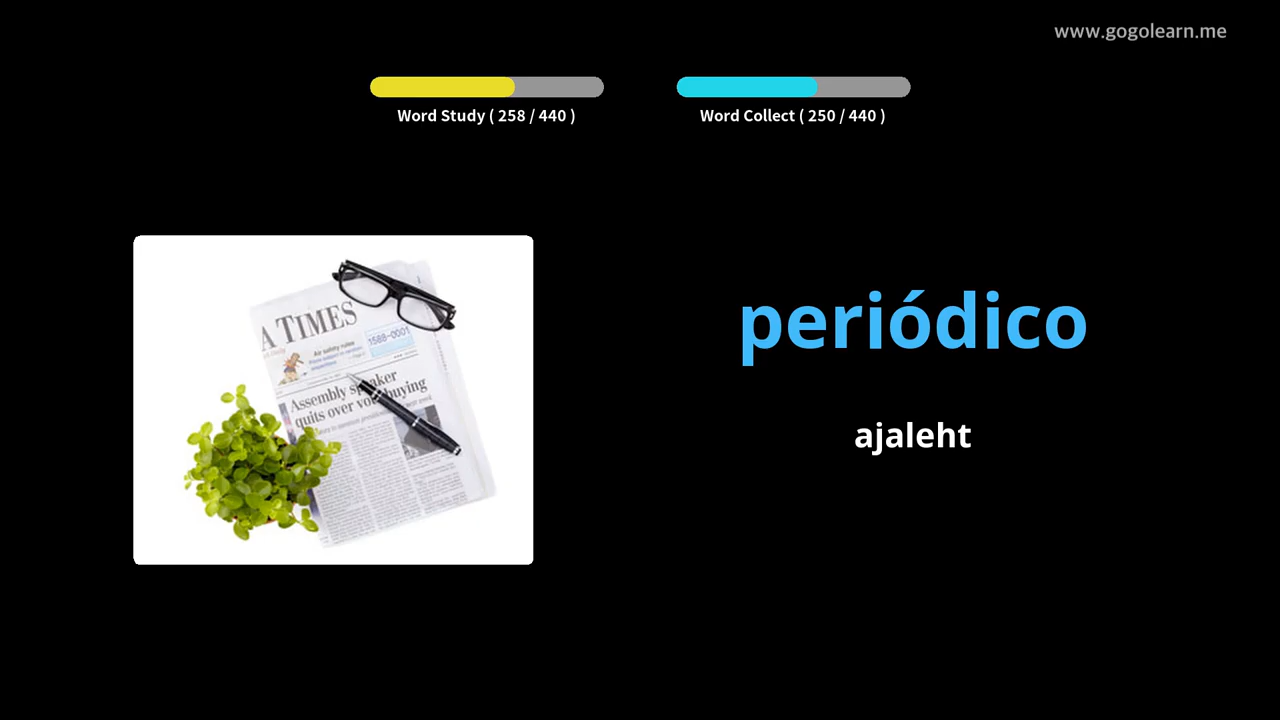 www.gogolearn.me
Word Study ( 258 / 440 )
Word Collect ( 250 / 440 )
A TIMES
Air safety rules
1588-0001
Assembly speaker
quits over vote buying
periódico
ajaleht